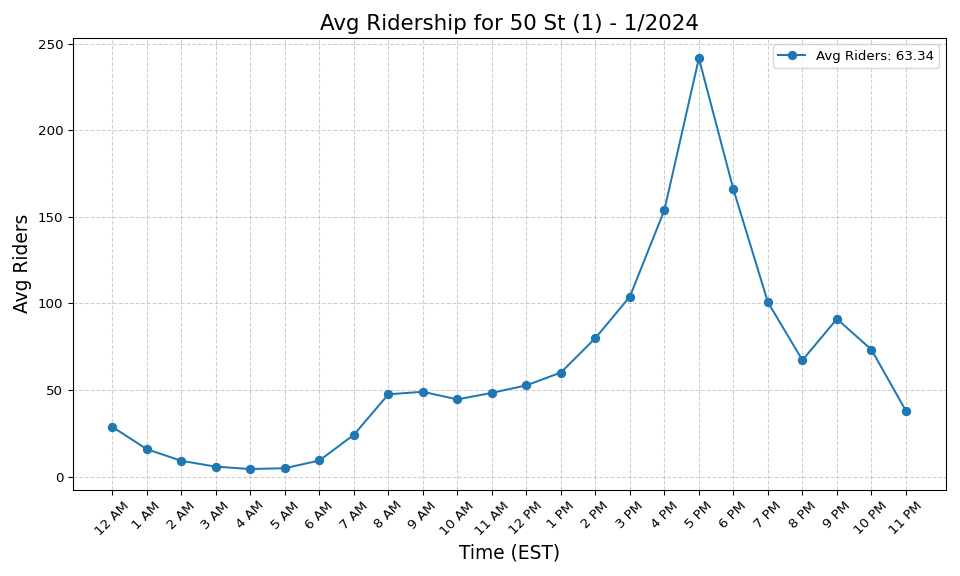 Avg Ridership for 50 St (1) - 1/2024
Avg Riders: 63.34
250
200
150
100
50
0
Avg Riders
12 AM
1 AM
2 AM
3 AM
4 AM
5 AM
6 AM
7 AM
8 AM
9 AM
10 AM
11 AM
12 PM
1 PM
2 PM
3 PM
4 PM
5 PM
6 PM
7 PM
8 PM
9 PM
10 PM
11 PM
Time (EST)